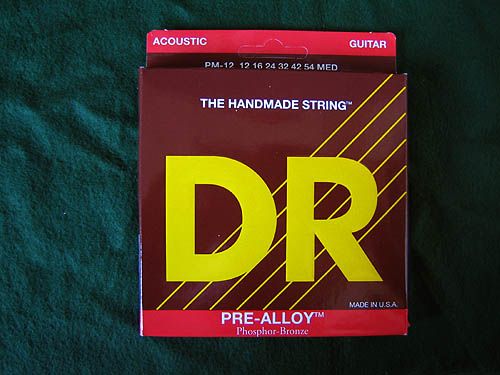 ACOUSTIC GUITAR
PM-12 12 16 24 32 42 54 MED
THE HANDMADE STRING™
DR
MADE IN U.S.A.
PRE-ALLOY™
Phosphor-Bronze